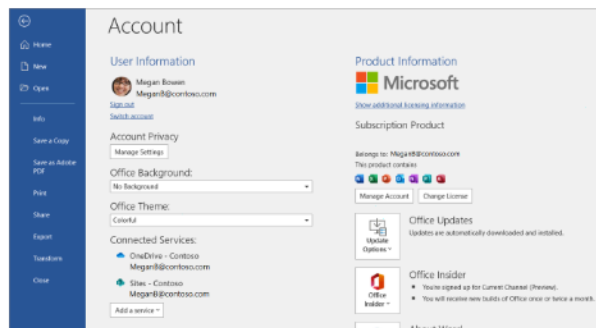 Account
Home
New
Open
Info
Save a Copy
Save as Adobe
PDF
Print
Share
Export
Transform
Close
User Information
Megan Bowen
MeganB@contoso.com
Sign out
Switch account
Account Privacy
Manage Settings
Office Background:
No Background
Office Theme:
Colorful
Connected Services:
OneDrive - Contoso
MeganB@contoso.com
Sites - Contoso
MeganB@contoso.com
Add a service
Product Information
Microsoft
Show additional licensing information
Subscription Product
Belongs to: MeganB@contoso.com
This product contains
Manage Account
Change License
Update
Options
Office Updates
Updates are automatically downloaded and installed.
Office
Insider
Office Insider
You're signed up for Current Channel (Preview).
You will receive new builds of Office once or twice a month.
About Word